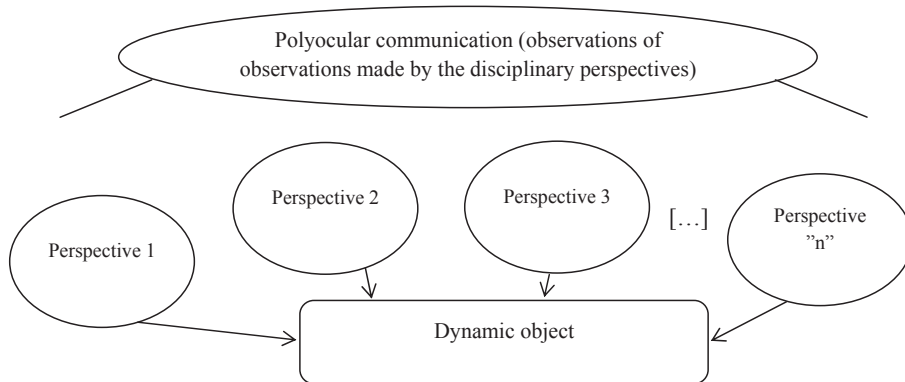 Polyocular communication (observations of
observations made by the disciplinary perspectives)
Perspective 1
Perspective 2
Perspective 3
[…]
Perspective
”n”
Dynamic object